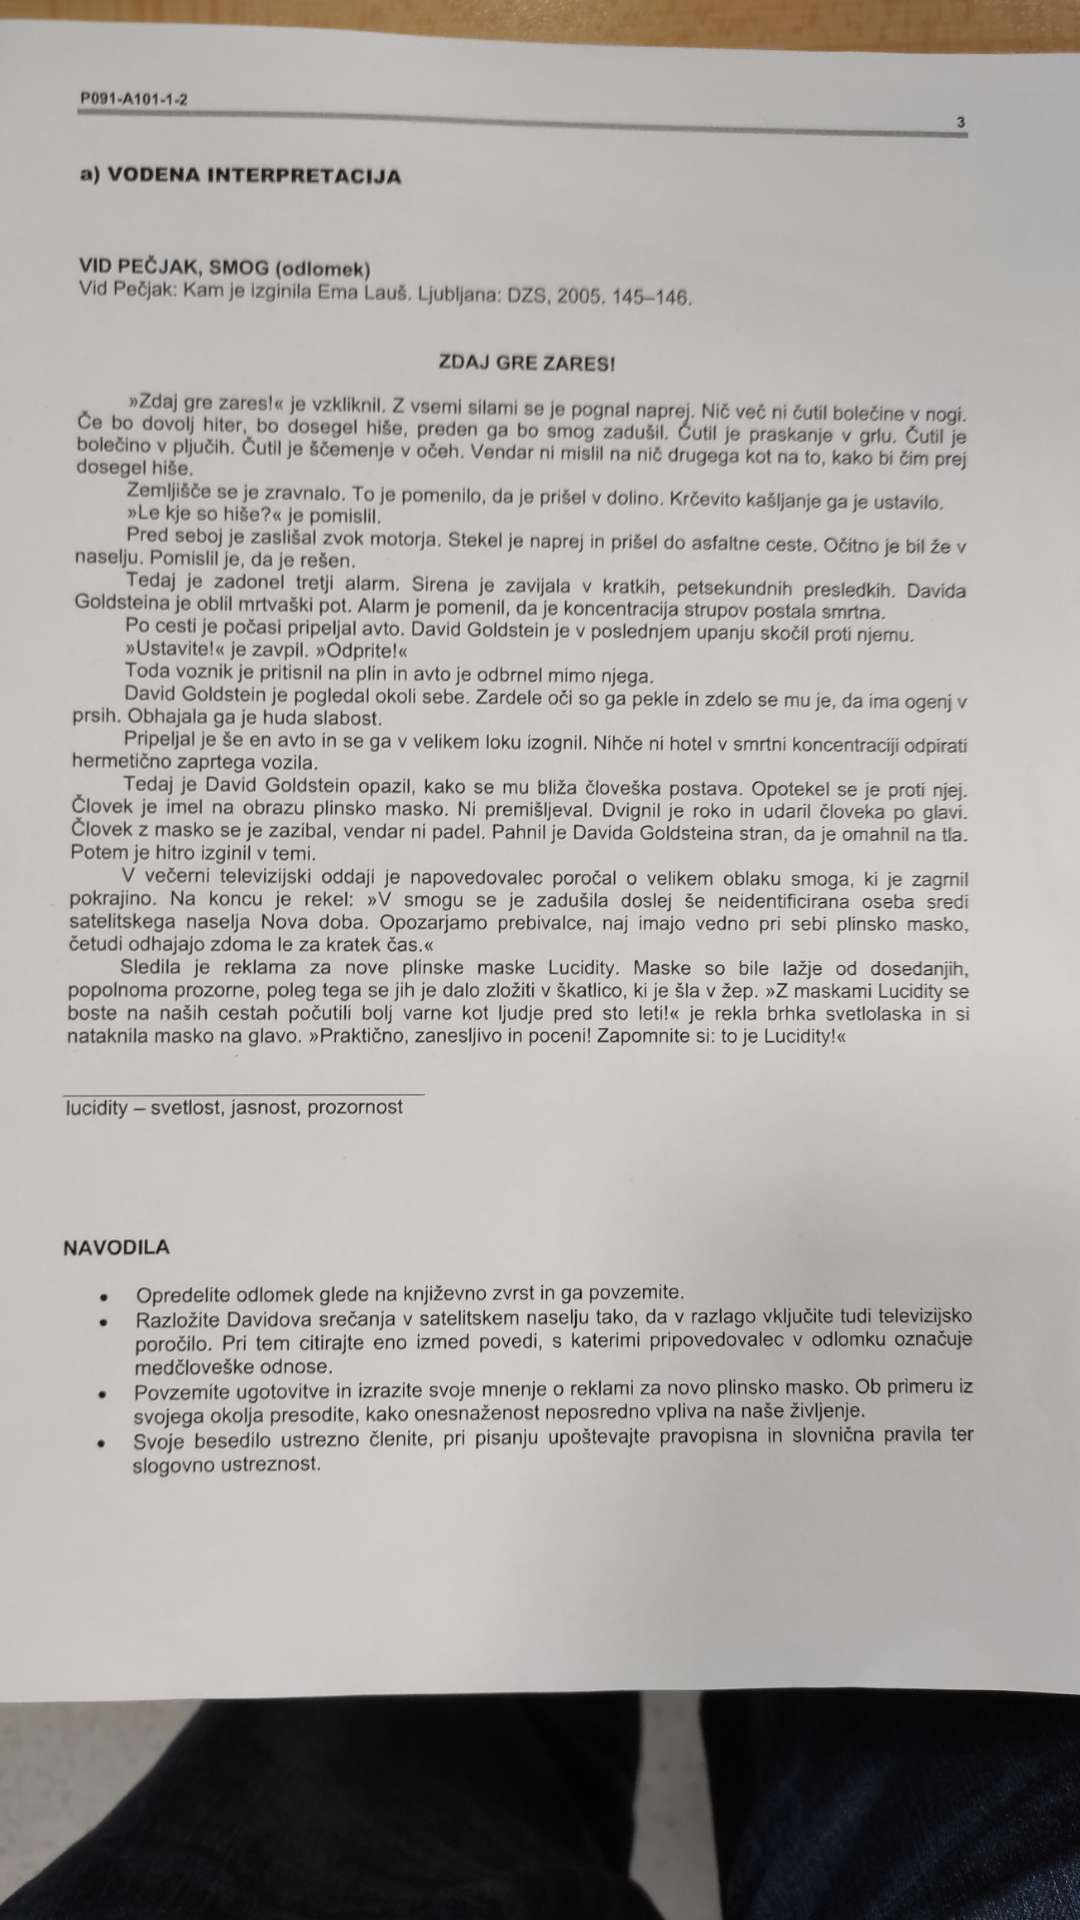 P091-A101-1-2
3
a) VODENA INTERPRETACIJA
VID PEČJAK, SMOG (odlomek)
Vid Pečjak: Kam je izginila Ema Lauš. Ljubljana: DZS, 2005. 145–146.
ZDAJ GRE ZARES!
»Zdaj gre zares!« je vzkliknil. Z vsemi silami se je pognal naprej. Nič več ni čutil bolečine v nogi.
Če bo dovolj hiter, bo dosegel hiše, preden ga bo smog zadušil. Čutil je praskanje v grlu. Čutil je
bolečino v pljučih. Čutil je ščemenje v očeh. Vendar ni mislil na nič drugega kot na to, kako bi čim prej
dosegel hiše.
Zemljišče se je zravnalo. To je pomenilo, da je prišel v dolino. Krčevito kašljanje ga je ustavilo.
»Le kje so hiše?« je pomislil.
Pred seboj je zaslišal zvok motorja. Stekel je naprej in prišel do asfaltne ceste. Očitno je bil že v
naselju. Pomislil je, da je rešen.
Tedaj je zadonel tretji alarm. Sirena je zavijala v kratkih, petsekundnih presledkih. Davida
Goldsteina je oblil mrtvaški pot. Alarm je pomenil, da je koncentracija strupov postala smrtna.
Po cesti je počasi pripeljal avto. David Goldstein je v poslednjem upanju skočil proti njemu.
»Ustavite!« je zavpil. »Odprite!«
Toda voznik je pritisnil na plin in avto je odbrnel mimo njega.
David Goldstein je pogledal okoli sebe. Zardele oči so ga pekle in zdelo se mu je, da ima ogenj v
prsih. Obhajala ga je huda slabost.
Pripeljal je še en avto in se ga v velikem loku izognil. Nihče ni hotel v smrtni koncentraciji odpirati
hermetično zaprtega vozila.
Tedaj je David Goldstein opazil, kako se mu bliža človeška postava. Opotekel se je proti njej.
Človek je imel na obrazu plinsko masko. Ni premišljeval. Dvignil je roko in udaril človeka po glavi.
Človek z masko se je zazibal, vendar ni padel. Pahnil je Davida Goldsteina stran, da je omahnil na tla.
Potem je hitro izginil v temi.
V večerni televizijski oddaji je napovedovalec poročal o velikem oblaku smoga, ki je zagrnil
pokrajino. Na koncu je rekel: »V smogu se je zadušila doslej še neidentificirana oseba sredi
satelitskega naselja Nova doba. Opozarjamo prebivalce, naj imajo vedno pri sebi plinsko masko,
četudi odhajajo zdoma le za kratek čas.«
Sledila je reklama za nove plinske maske Lucidity. Maske so bile lažje od dosedanjih,
popolnoma prozorne, poleg tega se jih je dalo zložiti v škatlico, ki je šla v žep. »Z maskami Lucidity se
boste na naših cestah počutili bolj varne kot ljudje pred sto leti!« je rekla brhka svetlolaska in si
nataknila masko na glavo. »Praktično, zanesljivo in poceni! Zapomnite si: to je Lucidity!«
lucidity – svetlost, jasnost, prozornost
NAVODILA
• Opredelite odlomek glede na književno zvrst in ga povzemite.
• Razložite Davidova srečanja v satelitskem naselju tako, da v razlago vključite tudi televizijsko
poročilo. Pri tem citirajte eno izmed povedi, s katerimi pripovedovalec v odlomku označuje
medčloveške odnose.
• Povzemite ugotovitve in izrazite svoje mnenje o reklami za novo plinsko masko. Ob primeru iz
svojega okolja presodite, kako onesnaženost neposredno vpliva na naše življenje.
• Svoje besedilo ustrezno členite, pri pisanju upoštevajte pravopisna in slovnična pravila ter
slogovno ustreznost.